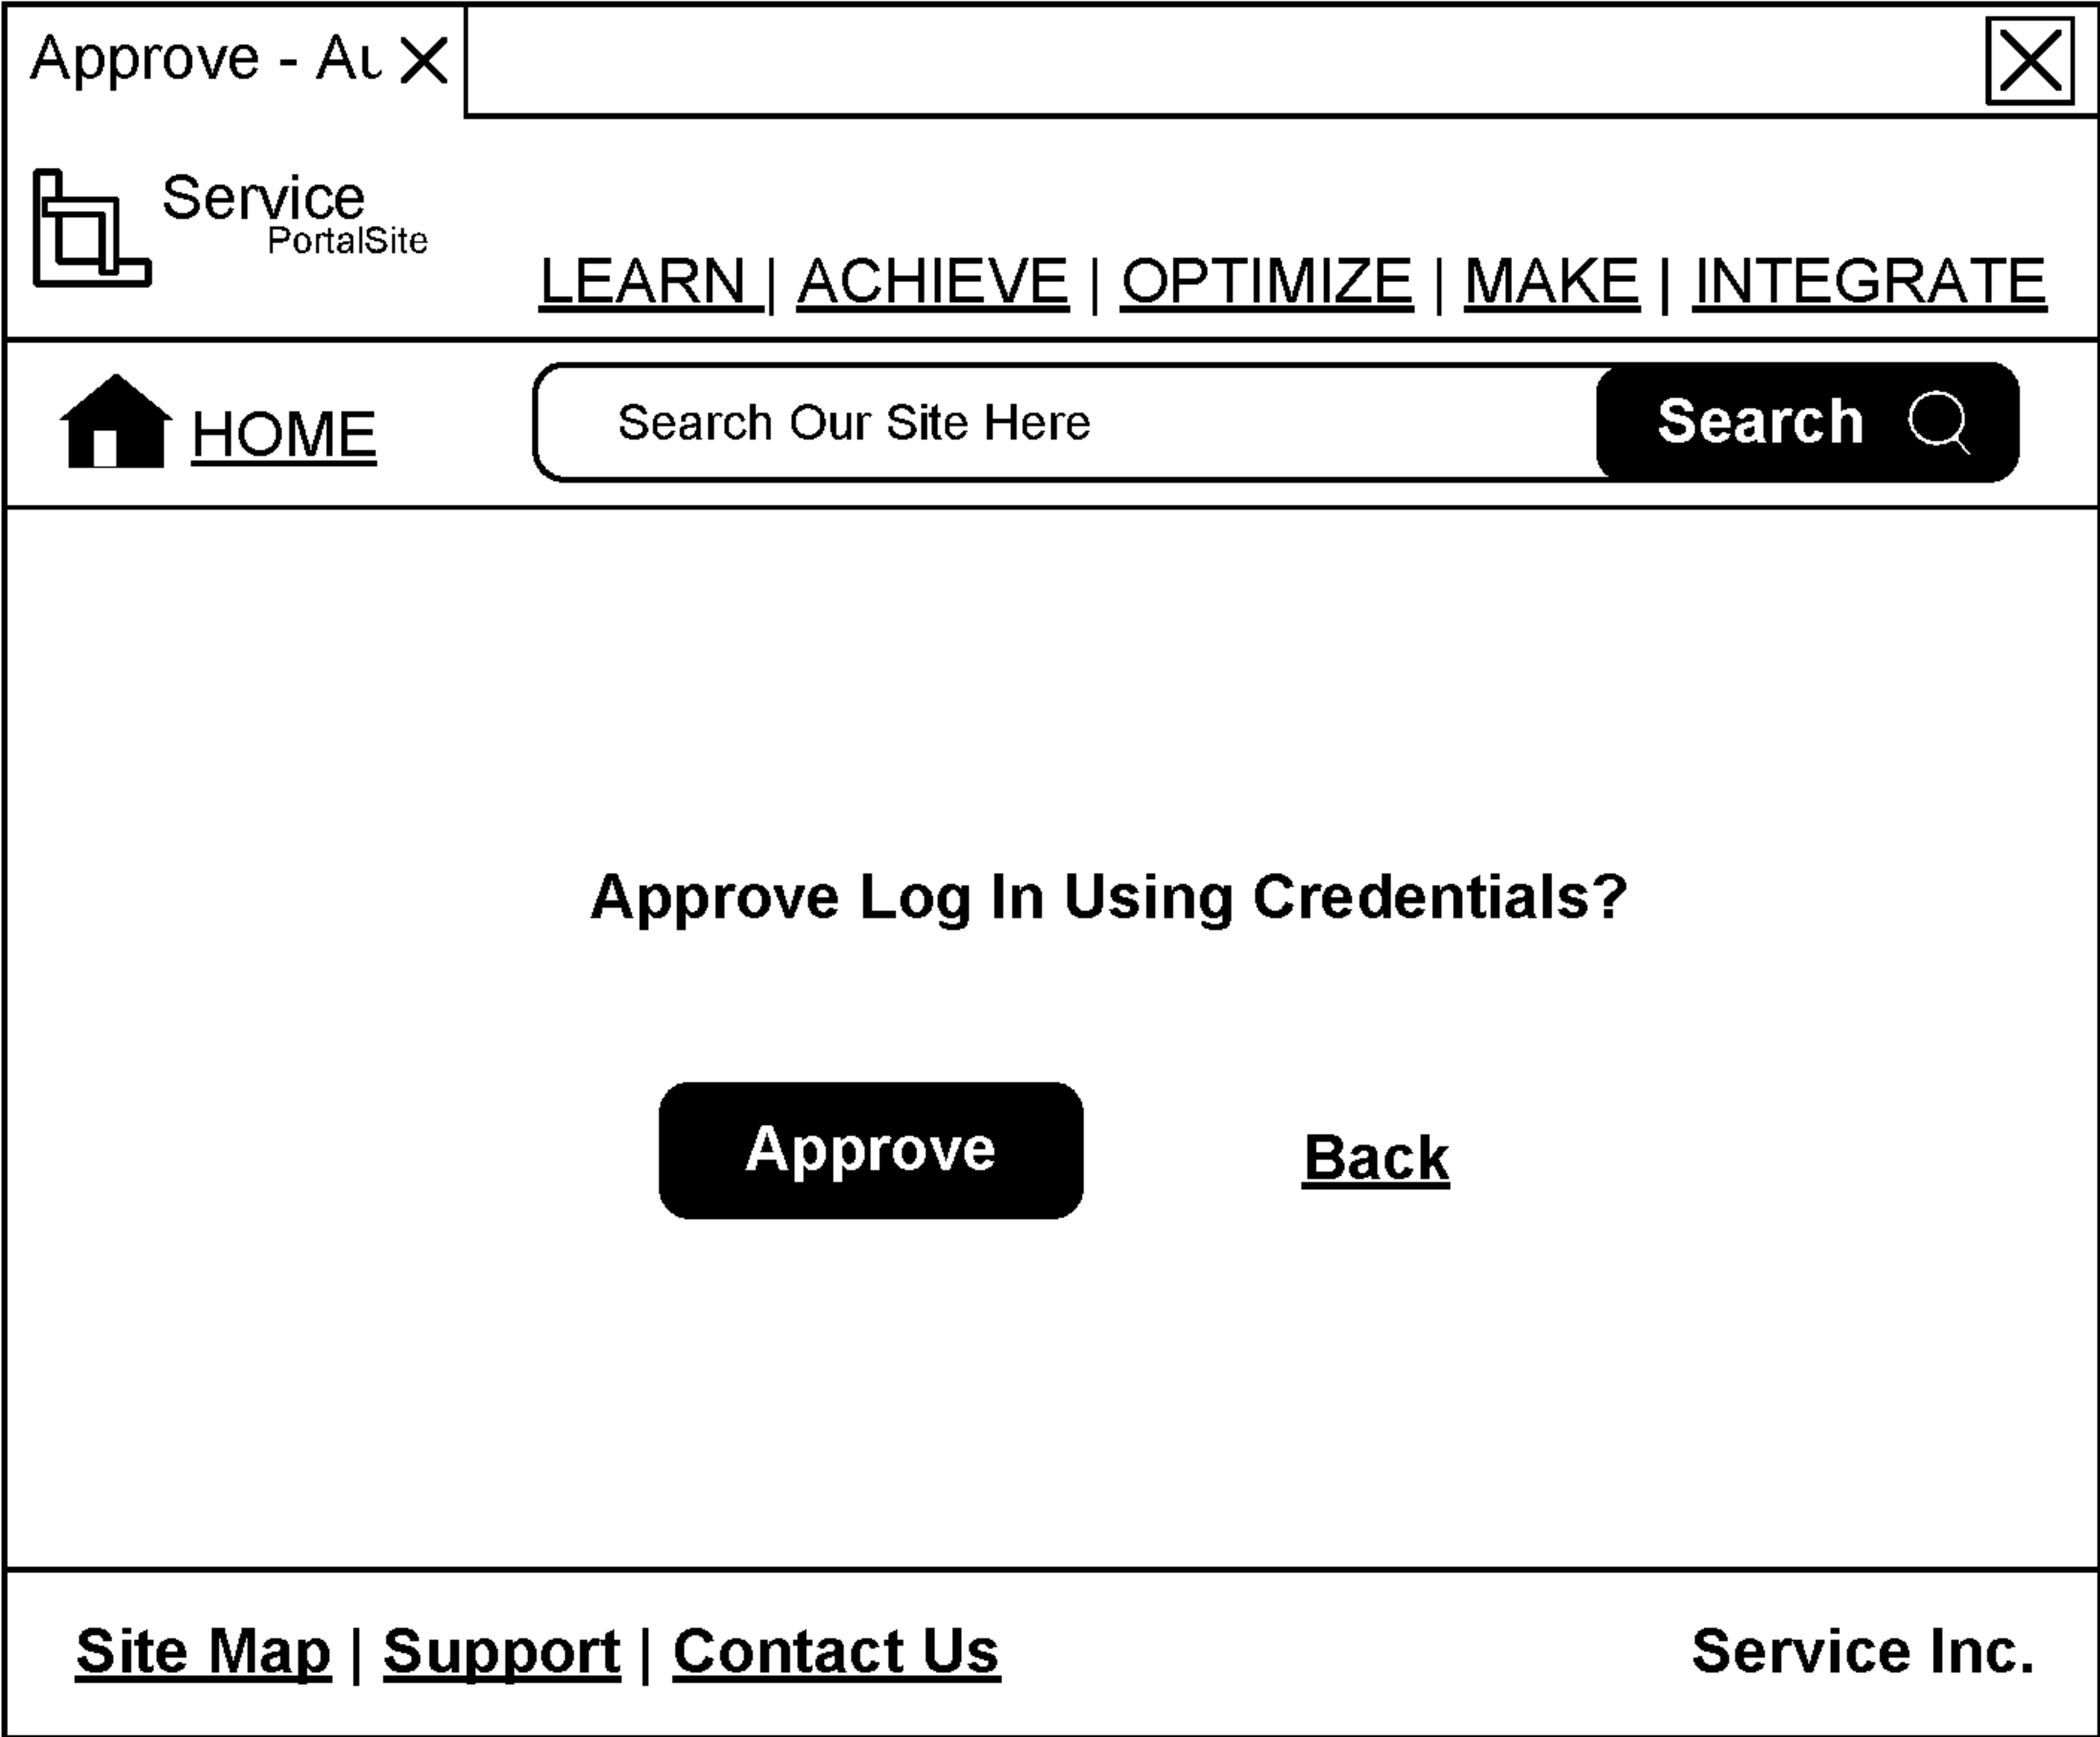 Approve -
Service
PortalSite
LEARN | ACHIEVE | OPTIMIZE | MAKE | INTEGRATE
HOME
Search Our Site Here
Search
Approve Log In Using Credentials?
Approve
Back
Site Map | Support | Contact Us
Service Inc.